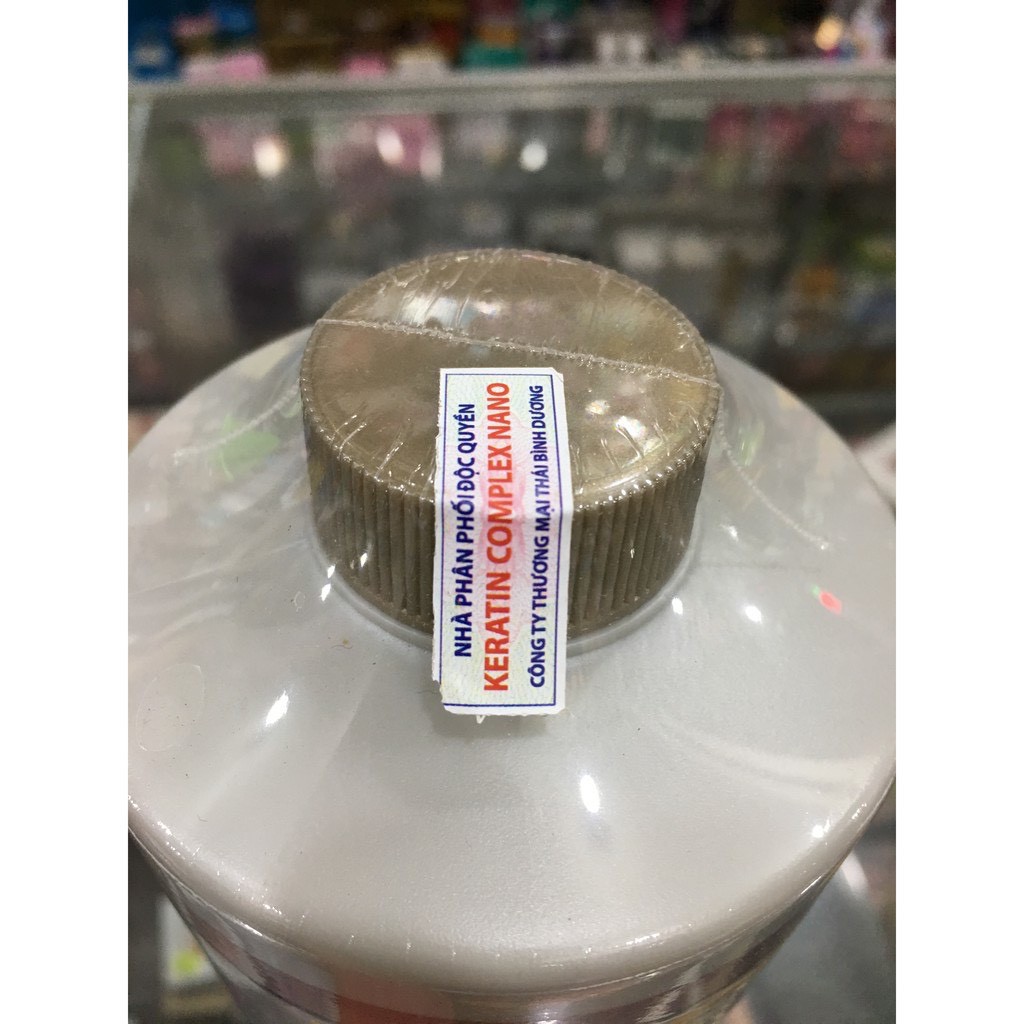 NHÀ PHÂN PHỐI ĐỘC QUYỀN
KERATIN COMPLEX NANO
CÔNG TY THƯƠNG MẠI THÁI BÌNH DƯƠNG